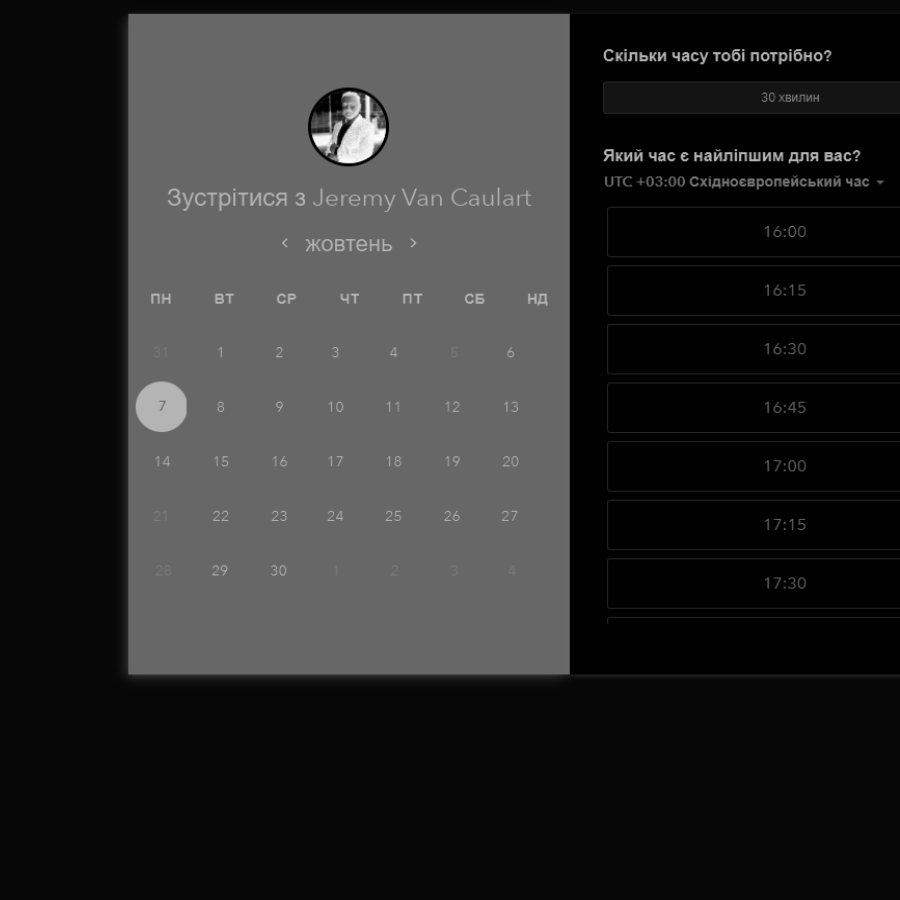 Зустрітися з Jeremy Van Caulart
жовтень
ПН ВТ СР ЧТ ПТ СБ НД
31 1 2 3 4 5 6
7 8 9 10 11 12 13
14 15 16 17 18 19 20
21 22 23 24 25 26 27
28 29 30 1 2 3 4
Скільки часу тобі потрібно?
30 хвилин
Який час є найліпшим для вас?
UTC +03:00 Східноєвропейський час
16:00
16:15
16:30
16:45
17:00
17:15
17:30